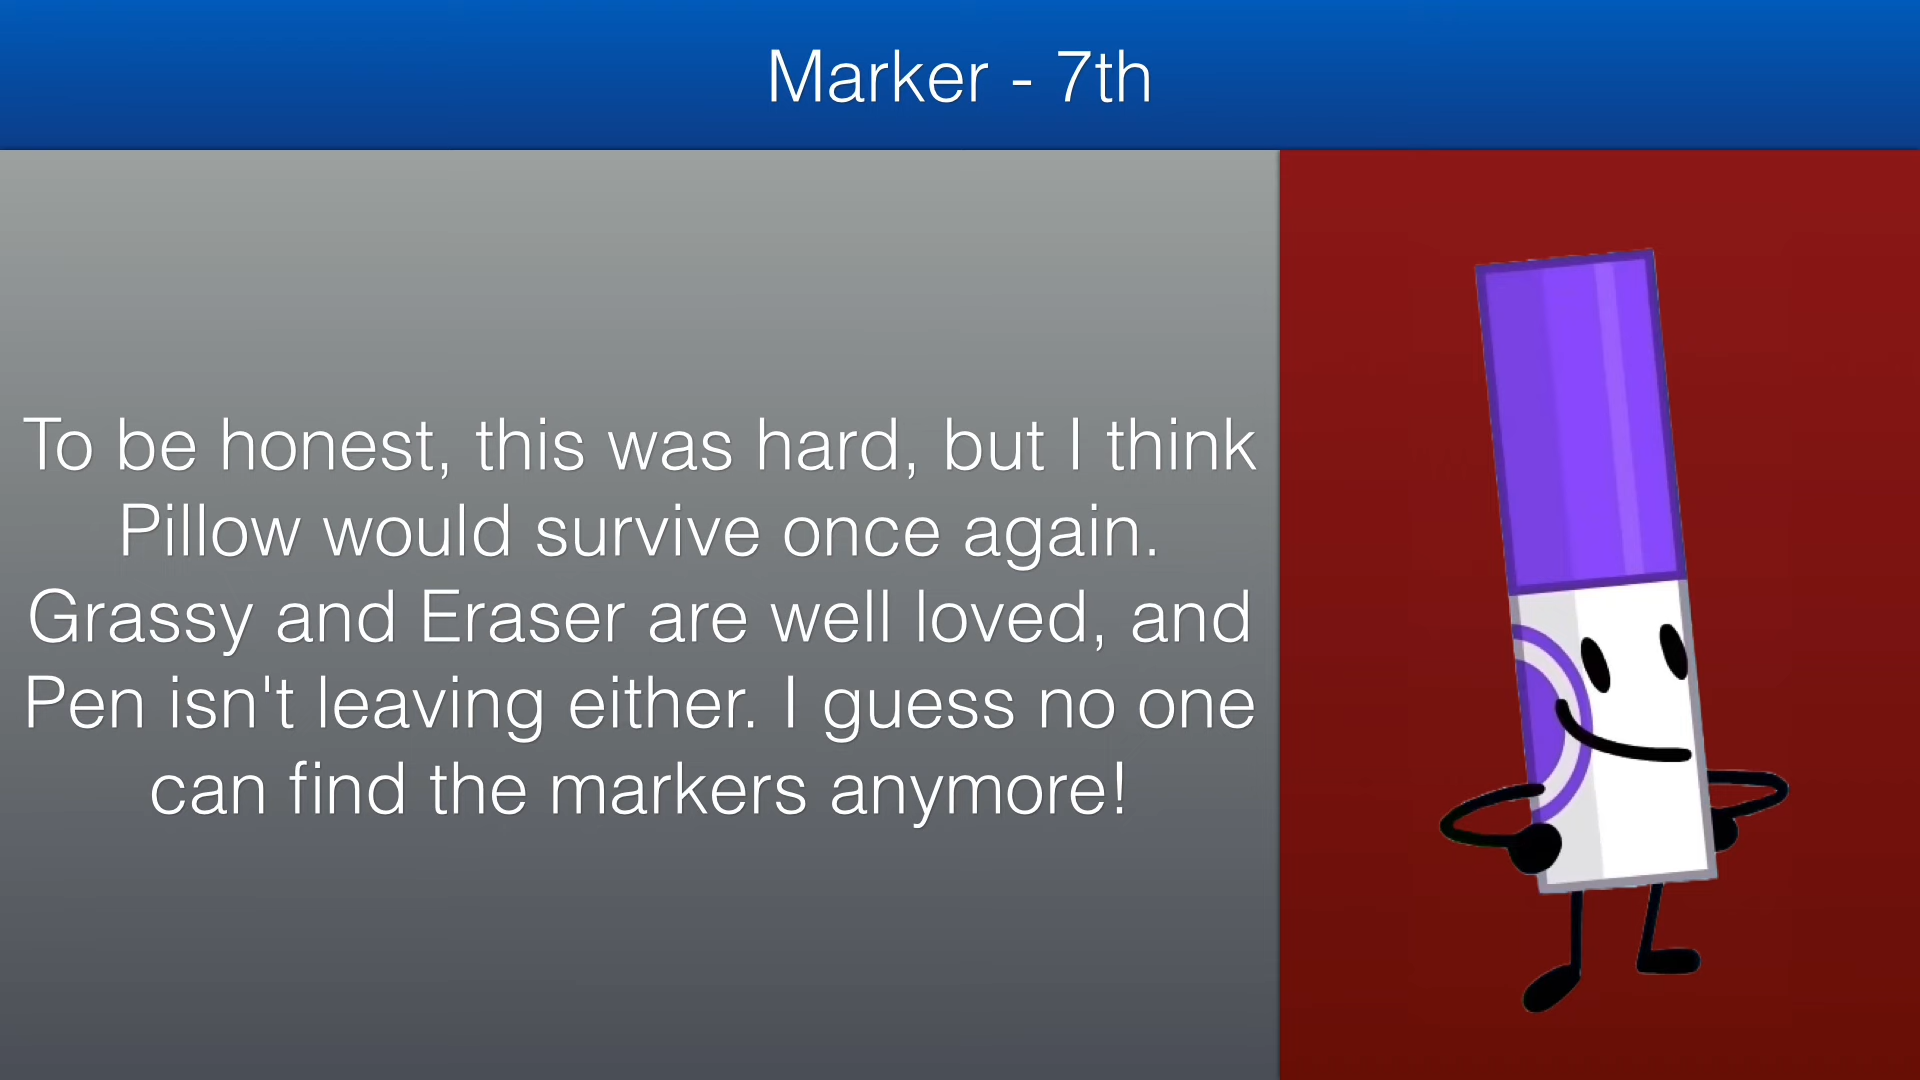 Marker - 7th
To be honest, this was hard, but I think
Pillow would survive once again.
Grassy and Eraser are well loved, and
Pen isn't leaving either. I guess no one
can find the markers anymore!